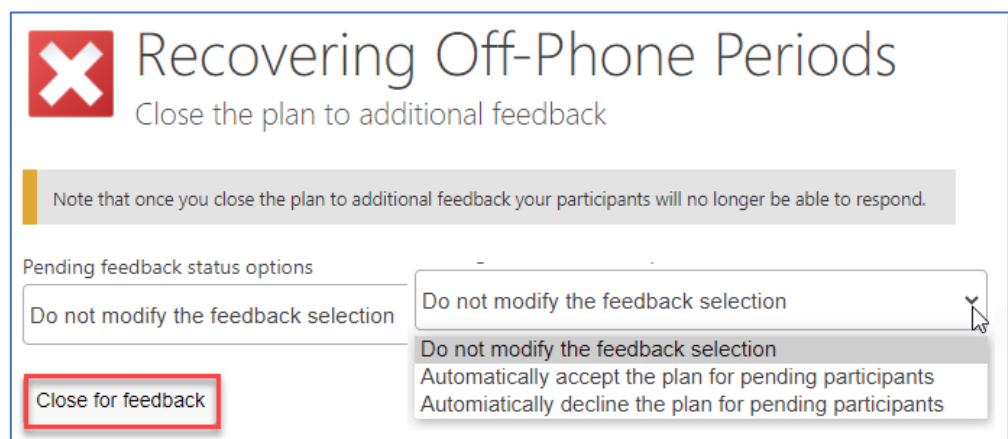 Recovering Off-Phone Periods
Close the plan to additional feedback
Note that once you close the plan to additional feedback your participants will no longer be able to respond.
Pending feedback status options
Do not modify the feedback selection
Do not modify the feedback selection
Do not modify the feedback selection
Automatically accept the plan for pending participants
Automiatically decline the plan for pending participants
Close for feedback